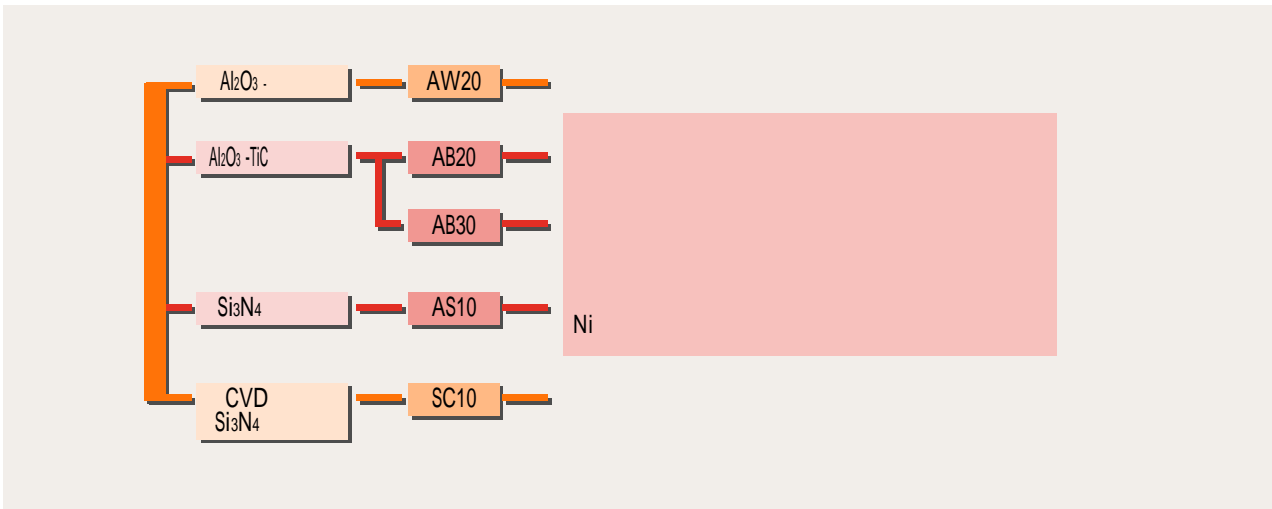 Al₂O₃ -
AW20
Al₂O₃ -TiC
AB20
AB30
Si₃N₄
AS10
Ni
CVD
Si₃N₄
SC10